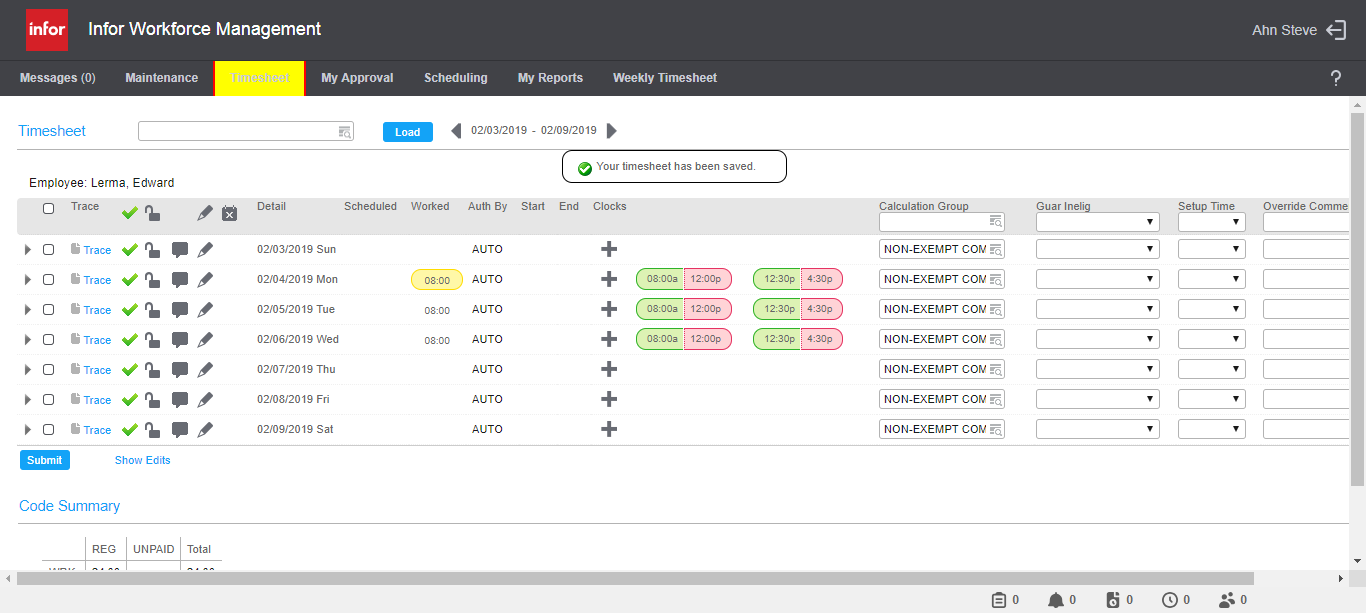 infor Infor Workforce Management Ahn Steve
Messages (0) Maintenance Timesheet My Approval Scheduling My Reports Weekly Timesheet ?
Timesheet Load 02/03/2019 - 02/09/2019
Your timesheet has been saved.
Employee: Lerma, Edward
Trace Detail Scheduled Worked Auth By Start End Clocks Calculation Group Guar Inelig Setup Time Override Comme
Trace 02/03/2019 Sun AUTO NON-EXEMPT COM
Trace 02/04/2019 Mon 08:00 AUTO 08:00a 12:00p 12:30p 4:30p NON-EXEMPT COM
Trace 02/05/2019 Tue 08:00 AUTO 08:00a 12:00p 12:30p 4:30p NON-EXEMPT COM
Trace 02/06/2019 Wed 08:00 AUTO 08:00a 12:00p 12:30p 4:30p NON-EXEMPT COM
Trace 02/07/2019 Thu AUTO NON-EXEMPT COM
Trace 02/08/2019 Fri AUTO NON-EXEMPT COM
Trace 02/09/2019 Sat AUTO NON-EXEMPT COM
Submit Show Edits
Code Summary
REG UNPAID Total
0 0 0 0 0